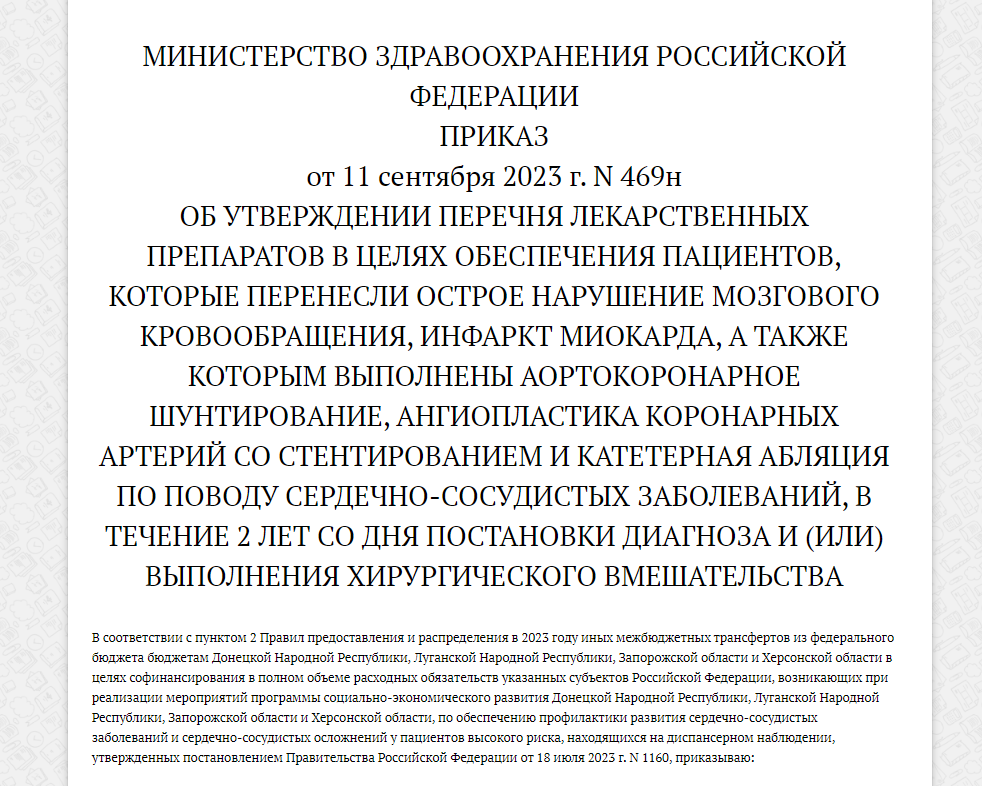 МИНИСТЕРСТВО ЗДРАВООХРАНЕНИЯ РОССИЙСКОЙ
ФЕДЕРАЦИИ
ПРИКАЗ
от 11 сентября 2023 г. N 469н
ОБ УТВЕРЖДЕНИИ ПЕРЕЧНЯ ЛЕКАРСТВЕННЫХ
ПРЕПАРАТОВ В ЦЕЛЯХ ОБЕСПЕЧЕНИЯ ПАЦИЕНТОВ,
КОТОРЫЕ ПЕРЕНЕСЛИ ОСТРОЕ НАРУШЕНИЕ МОЗГОВОГО
КРОВООБРАЩЕНИЯ, ИНФАРКТ МИОКАРДА, А ТАКЖЕ
КОТОРЫМ ВЫПОЛНЕНЫ АОРТОКОРОНАРНОЕ
ШУНТИРОВАНИЕ, АНГИОПЛАСТИКА КОРОНАРНЫХ
АРТЕРИЙ СО СТЕНТИРОВАНИЕМ И КАТЕТЕРНАЯ АБЛЯЦИЯ
ПО ПОВОДУ СЕРДЕЧНО-СОСУДИСТЫХ ЗАБОЛЕВАНИЙ, В
ТЕЧЕНИЕ 2 ЛЕТ СО ДНЯ ПОСТАНОВКИ ДИАГНОЗА И (ИЛИ)
ВЫПОЛНЕНИЯ ХИРУРГИЧЕСКОГО ВМЕШАТЕЛЬСТВА
В соответствии с пунктом 2 Правил предоставления и распределения в 2023 году иных межбюджетных трансфертов из федерального
бюджета бюджетам Донецкой Народной Республики, Луганской Народной Республики, Запорожской области и Херсонской области в
целях софинансирования в полном объеме расходных обязательств указанных субъектов Российской Федерации, возникающих при
реализации мероприятий программы социально-экономического развития Донецкой Народной Республики, Луганской Народной
Республики, Запорожской области и Херсонской области, по обеспечению профилактики развития сердечно-сосудистых
заболеваний и сердечно-сосудистых осложнений у пациентов высокого риска, находящихся на диспансерном наблюдении,
утвержденных постановлением Правительства Российской Федерации от 18 июля 2023 г. N 1160, приказываю: